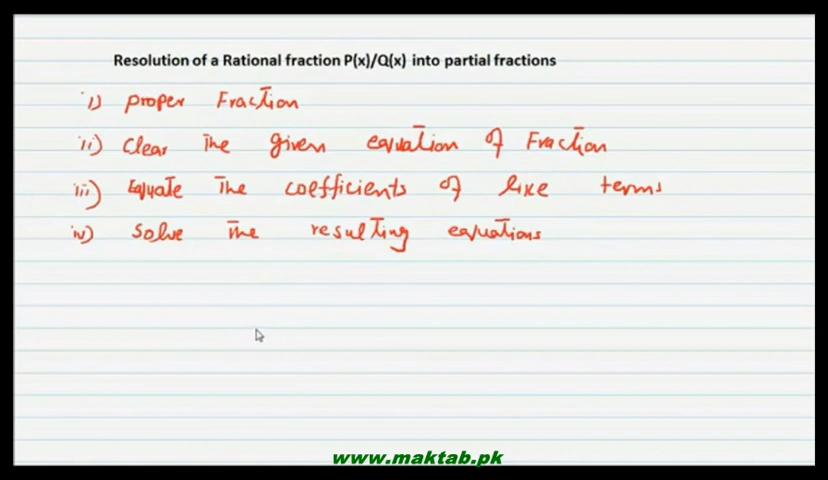 Resolution of a Rational fraction P(x)/Q(x) into partial fractions
i) Proper Fraction
ii) Clear The given equation of Fraction
iii) Equate The coefficients of like terms
iv) Solve The resulting equations
www.maktab.pk